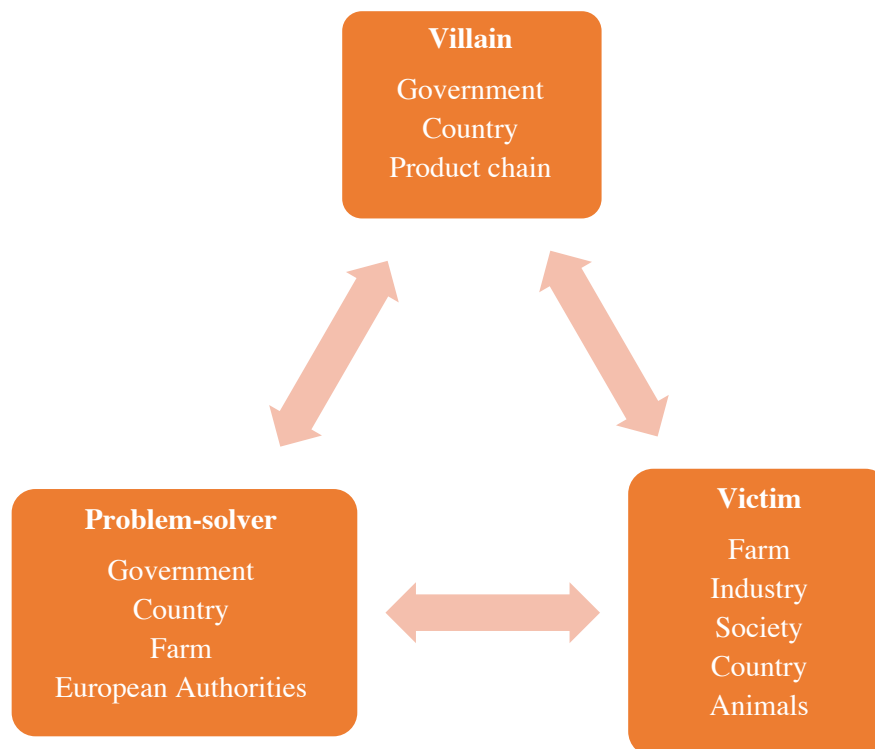 Villain
Government
Country
Product chain
Problem-solver
Government
Country
Farm
European Authorities
Victim
Farm
Industry
Society
Country
Animals